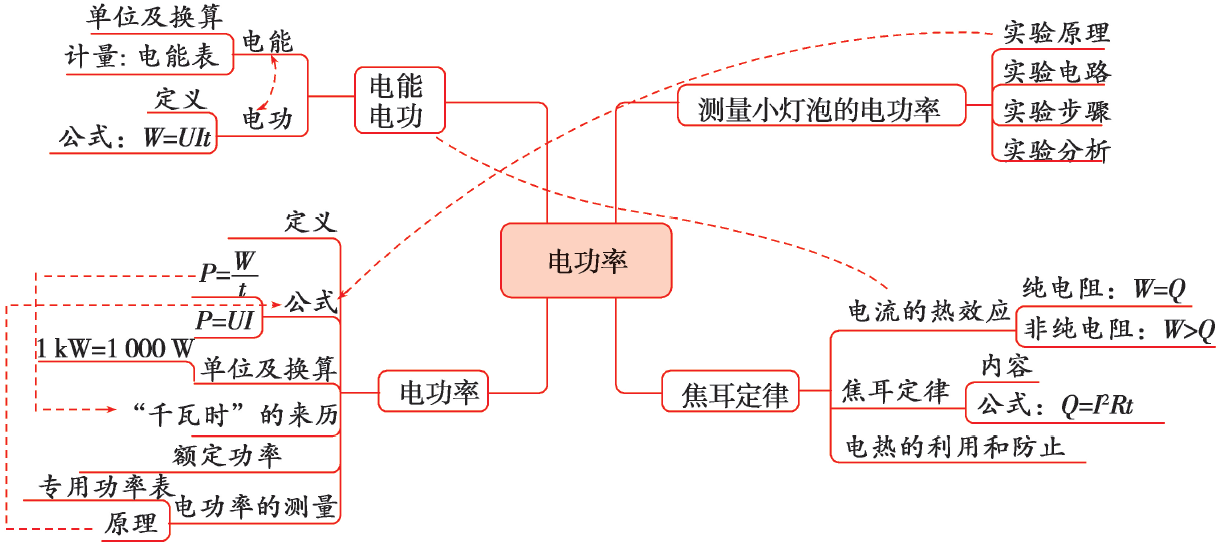 电功率
电能
电功
电能
单位及换算
计量：电能表
电功
定义
公式：W=UIt
测量小灯泡的电功率
实验原理
实验电路
实验步骤
实验分析
电功率
定义
公式
P=W/t
P=UI
单位及换算
1 kW=1 000 W
“千瓦时”的来历
额定功率
电功率的测量
专用功率表
原理
焦耳定律
电流的热效应
纯电阻：W=Q
非纯电阻：W>Q
焦耳定律
内容
公式：Q=I²Rt
电热的利用和防止